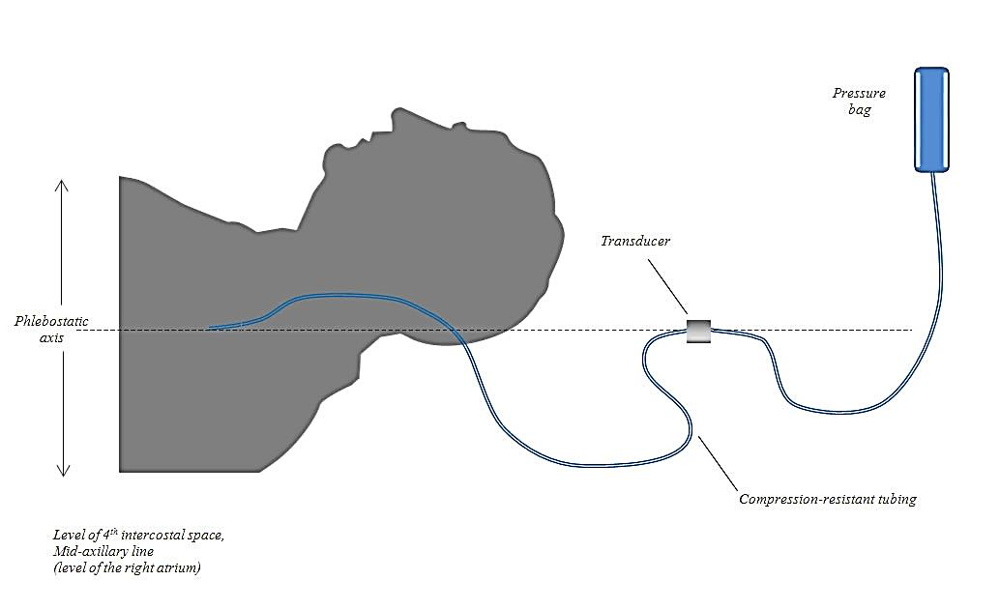 Pressure
bag
Transducer
Phlebostatic
axis
Compression-resistant tubing
Level of 4th intercostal space,
Mid-axillary line
(level of the right atrium)